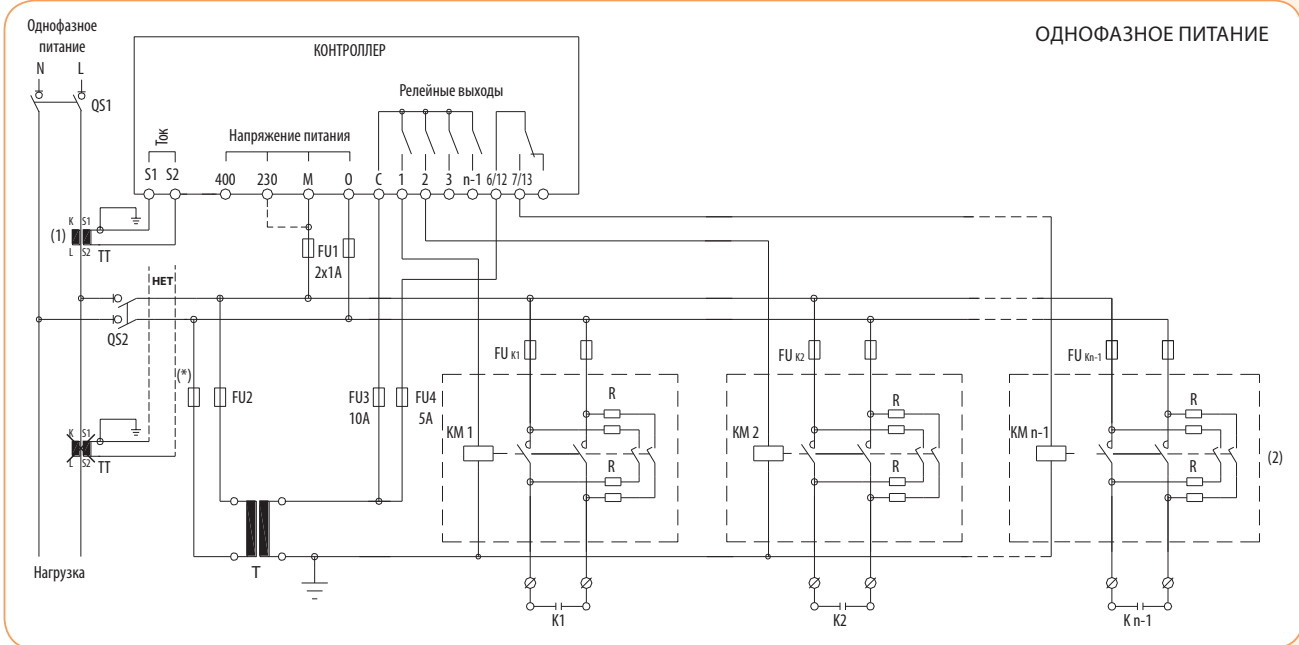 Однофазное
питание
N L
QS1
ОДНОФАЗНОЕ ПИТАНИЕ
КОНТРОЛЛЕР
Релейные выходы
Ток
Напряжение питания
S1 S2 400 230 M 0 C 1 2 3 n-1 6/12 7/13
K S1
(1)
L S2 TT
FU1
2x1A
НЕТ
QS2
(*)
FU2
FU3
10A
FU4
5A
FU K1
FU K2
FU Kn-1
K S1
L S2 TT
KM 1
R
R
KM 2
R
R
KM n-1
R
R
(2)
T
Нагрузка
K1
K2
K n-1